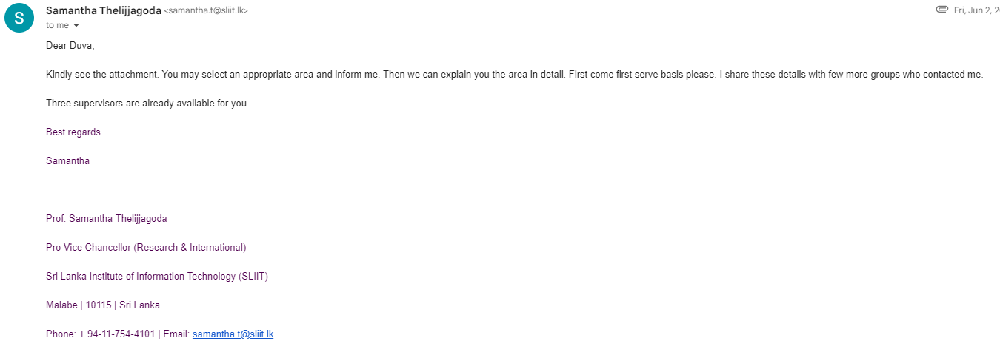 S
Samantha Thelijjagoda <samantha.t@sliit.lk>
Fri, Jun 2, 2
to me
Dear Duva,
Kindly see the attachment. You may select an appropriate area and inform me. Then we can explain you the area in detail. First come first serve basis please. I share these details with few more groups who contacted me.
Three supervisors are already available for you.
Best regards
Samantha
________________________
Prof. Samantha Thelijjagoda
Pro Vice Chancellor (Research & International)
Sri Lanka Institute of Information Technology (SLIIT)
Malabe | 10115 | Sri Lanka
Phone: + 94-11-754-4101 | Email: samantha.t@sliit.lk